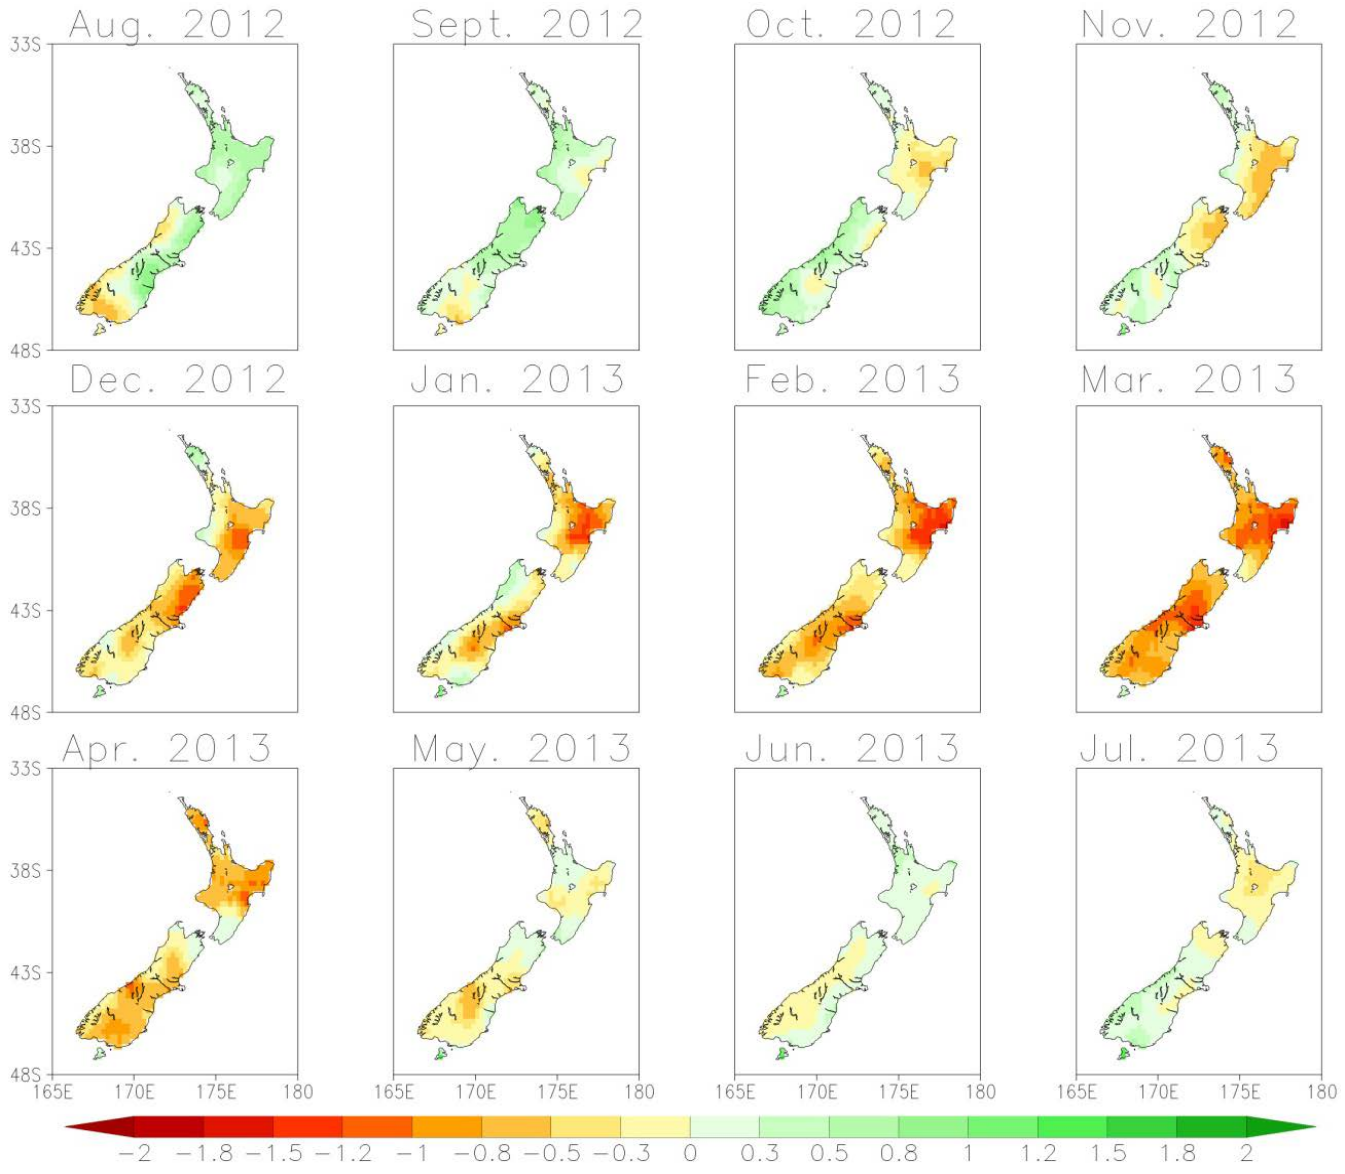 Aug. 2012 Sept. 2012 Oct. 2012 Nov. 2012
33S
38S
43S
48S
Dec. 2012 Jan. 2013 Feb. 2013 Mar. 2013
33S
38S
43S
48S
Apr. 2013 May. 2013 Jun. 2013 Jul. 2013
33S
38S
43S
48S
165E 170E 175E 180 165E 170E 175E 180 165E 170E 175E 180 165E 170E 175E 180
-2 -1.8 -1.5 -1.2 -1 -0.8 -0.5 -0.3 0 0.3 0.5 0.8 1 1.2 1.5 1.8 2